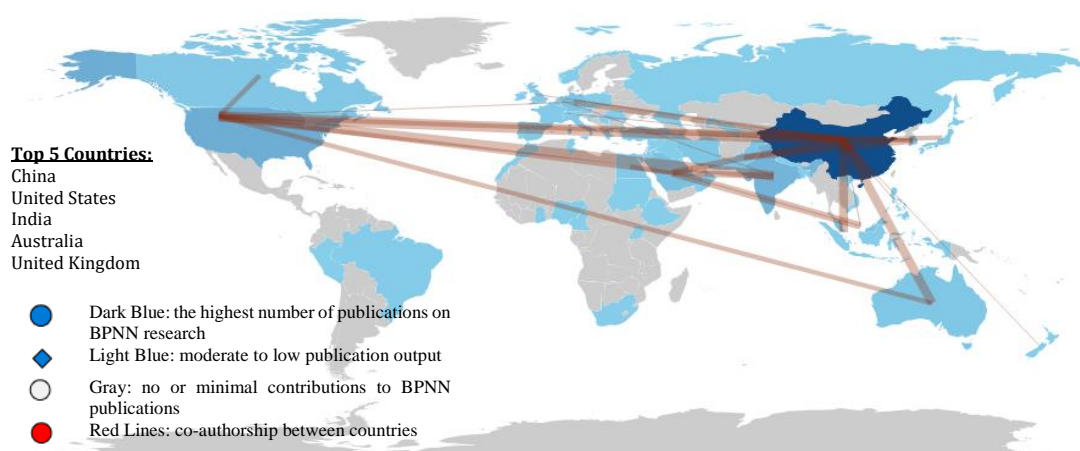 Top 5 Countries:
China
United States
India
Australia
United Kingdom
Dark Blue: the highest number of publications on
BPNN research
Light Blue: moderate to low publication output
Gray: no or minimal contributions to BPNN
publications
Red Lines: co-authorship between countries